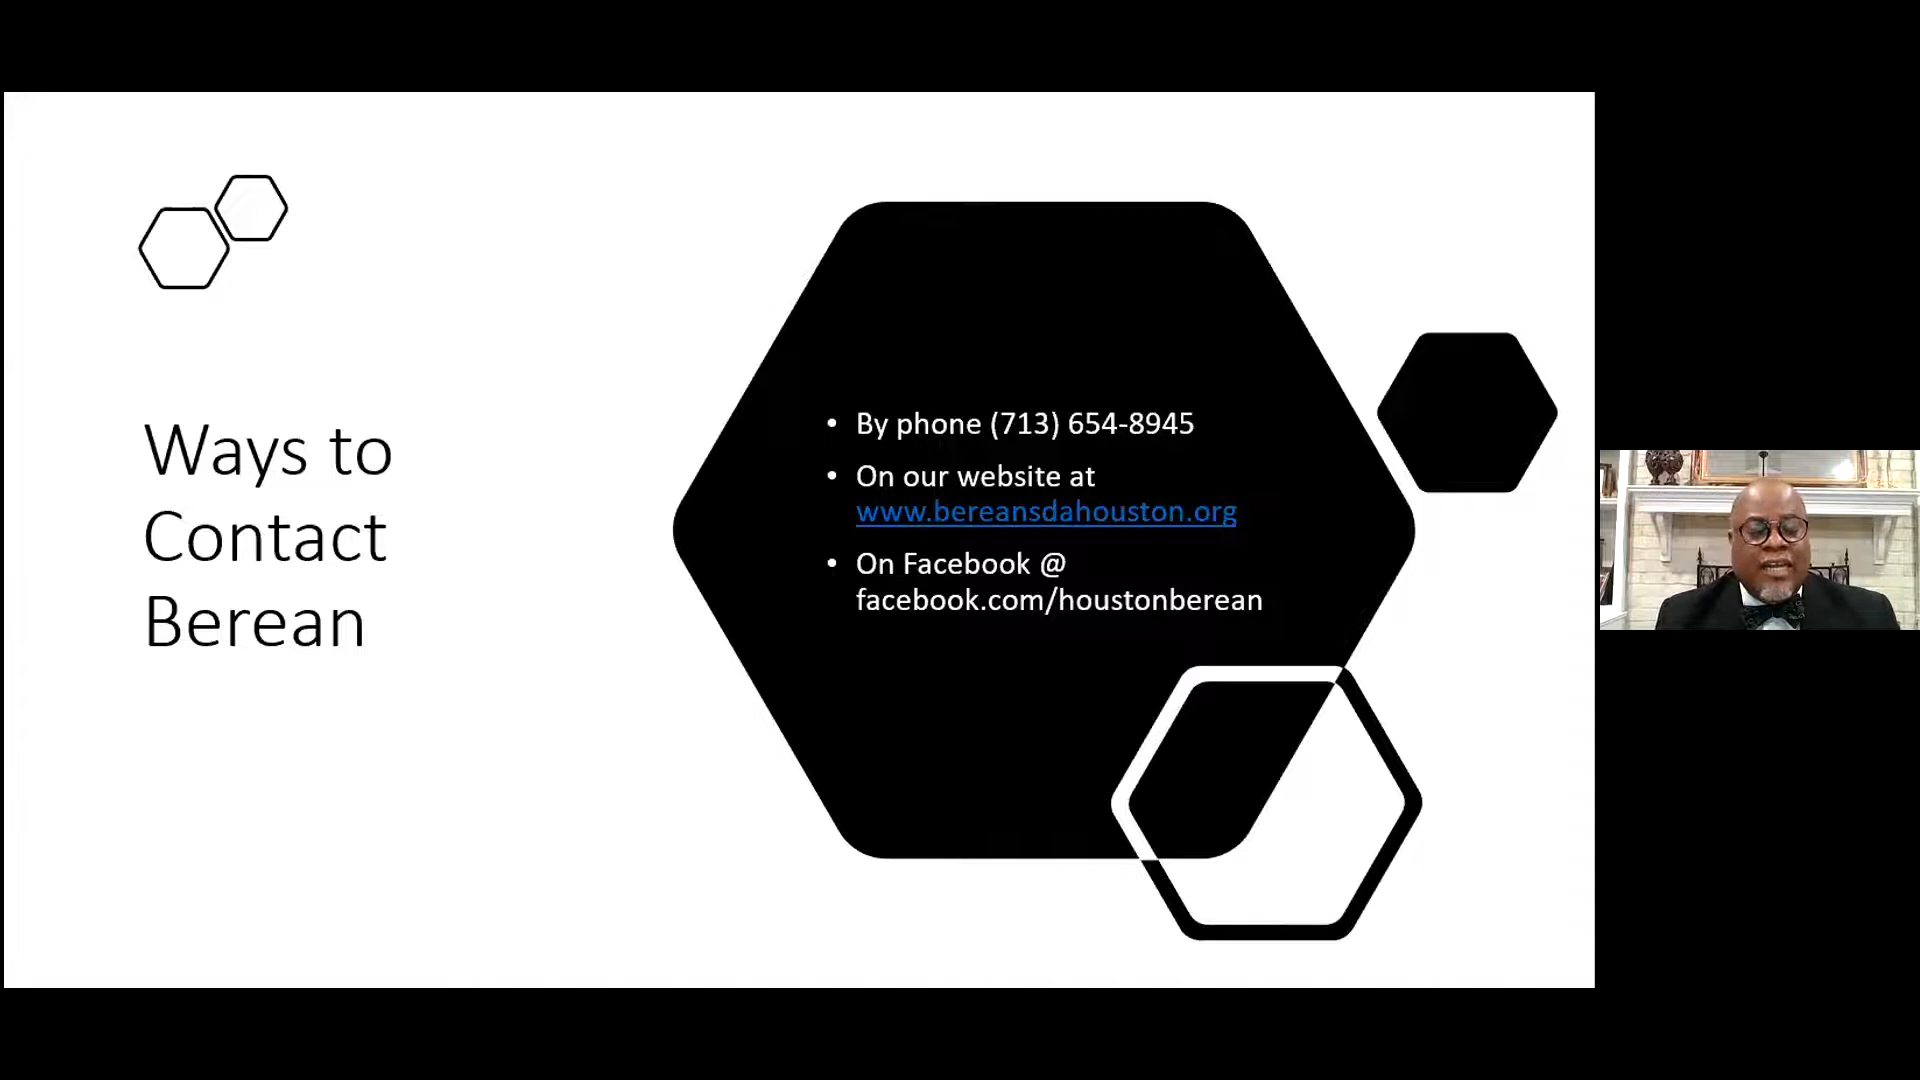 Ways to
Contact
Berean
• By phone (713) 654-8945
• On our website at
www.bereansdahouston.org
• On Facebook @
facebook.com/houstonberean